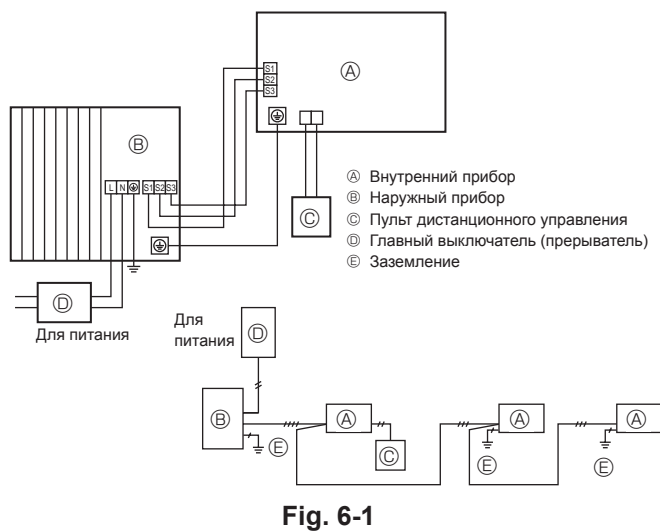 S1
S2
S3
Ⓐ
Ⓑ
L N S1 S2 S3
Ⓒ
Ⓓ
Для питания
Ⓐ Внутренний прибор
Ⓑ Наружный прибор
Ⓒ Пульт дистанционного управления
Ⓓ Главный выключатель (прерыватель)
Ⓔ Заземление
Для
питания
Ⓓ
Ⓑ
Ⓔ
Ⓐ
Ⓒ
Ⓐ
Ⓔ
Ⓐ
Ⓔ
Fig. 6-1